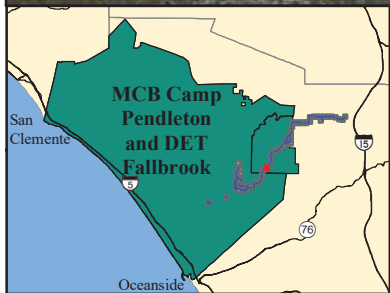 MCB Camp
Pendleton
and DET
Fallbrook
San
Clemente
5
15
76
Oceanside